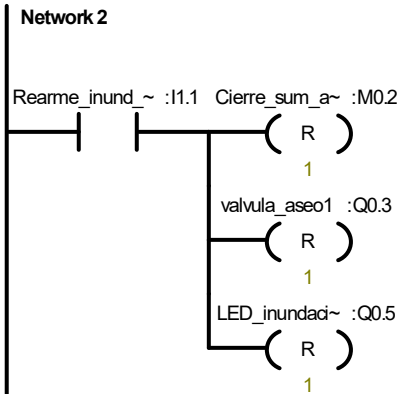 Network 2
Rearme_inund_~ :I1.1 Cierre_sum_a~ :M0.2
R
1
valvula_aseo1 :Q0.3
R
1
LED_inundaci~ :Q0.5
R
1